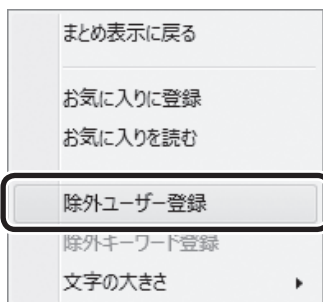 まとめ表示に戻る
お気に入りに登録
お気に入りを読む
除外ユーザー登録
除外キーワード登録
文字の大きさ